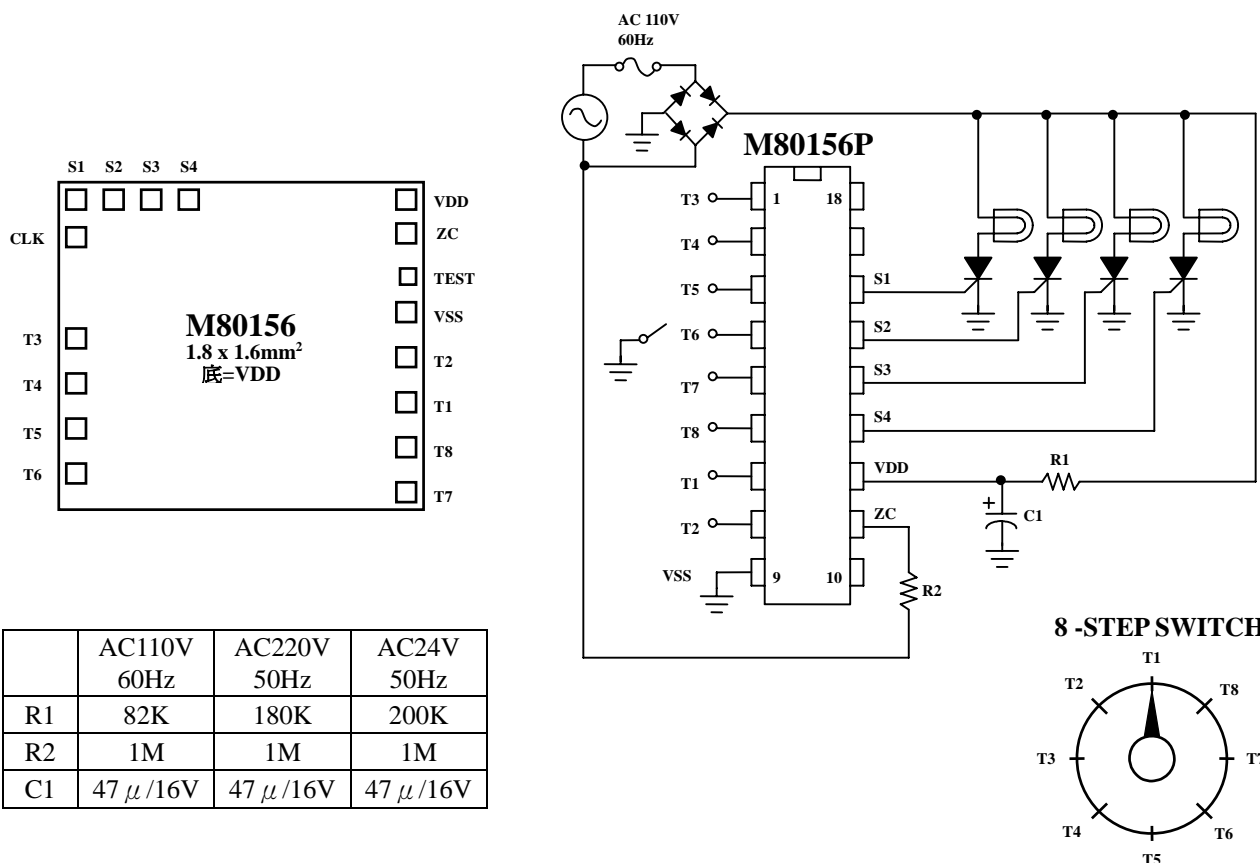 S1 S2 S3 S4
CLK
VDD
ZC
TEST
VSS
T3
T2
T4
T1
T5
T8
T6
T7
M80156
1.8 x 1.6mm²
底=VDD
AC 110V
60Hz
M80156P
T3
1
18
T4
T5
S1
T6
S2
T7
S3
T8
S4
T1
VDD
R1
C1
T2
ZC
VSS
9
10
R2
AC110V AC220V AC24V
60Hz 50Hz 50Hz
R1 82K 180K 200K
R2 1M 1M 1M
C1 47μ/16V 47μ/16V 47μ/16V
8 -STEP SWITCH
T1
T2
T8
T3
T7
T4
T6
T5